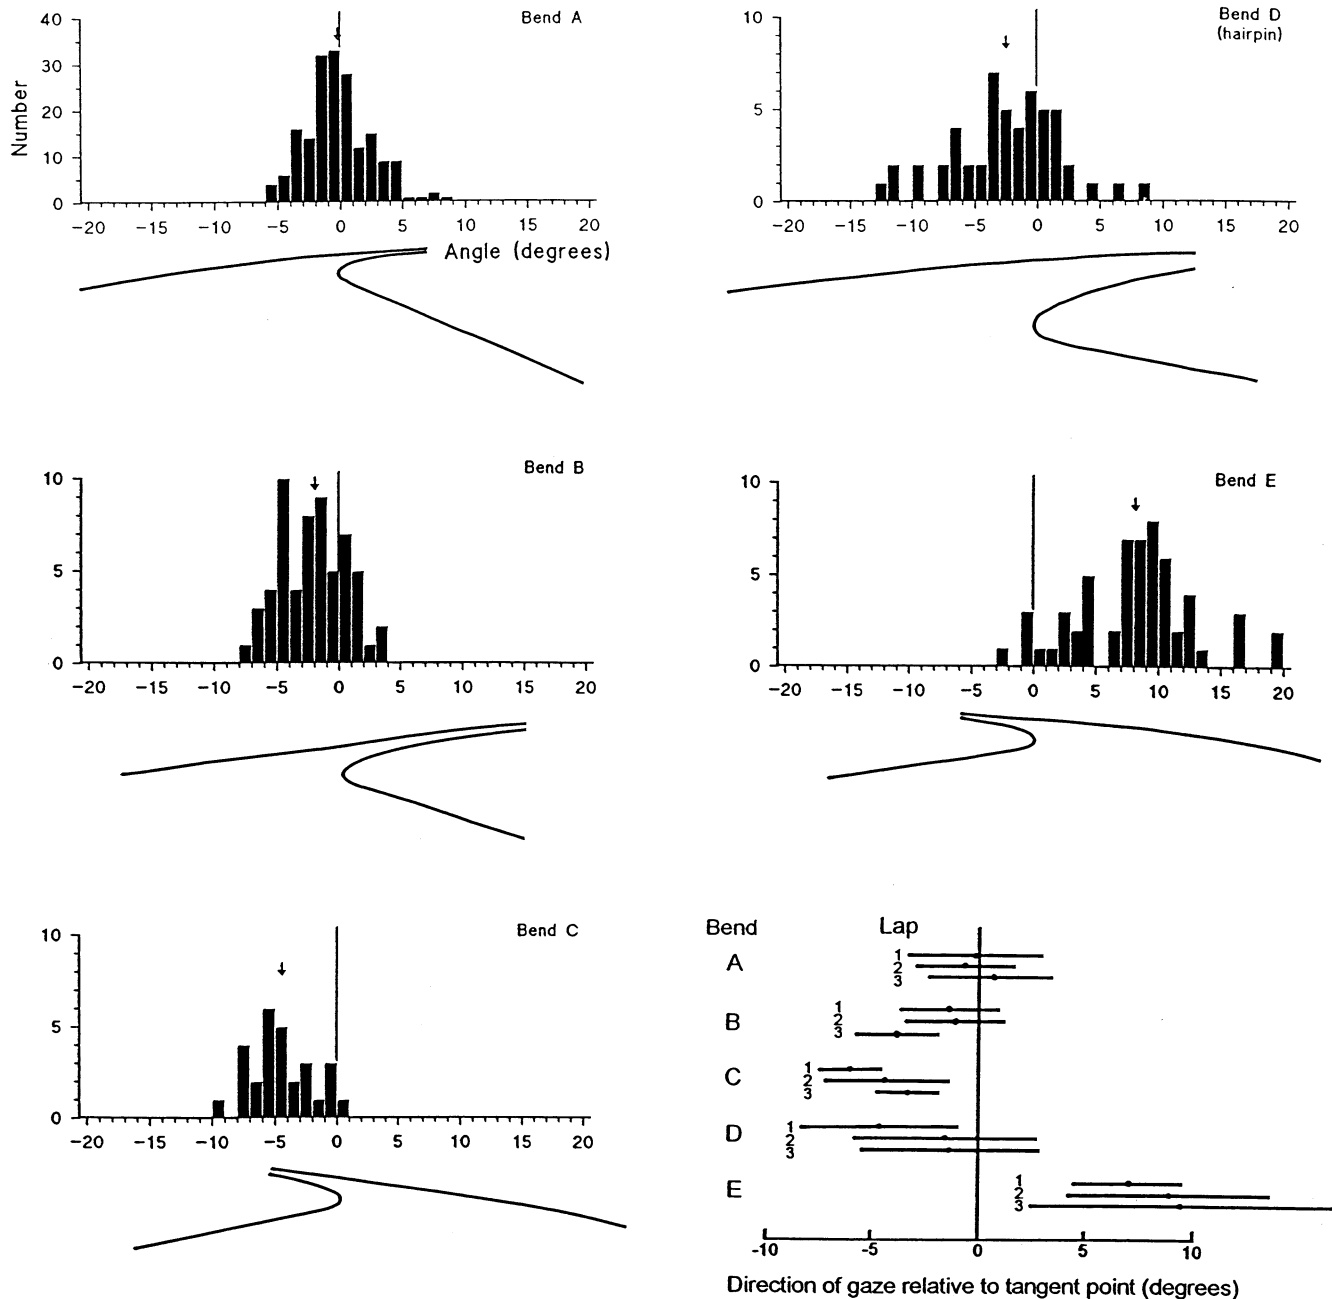 Bend A
40
30
20
10
0
Number
-20 -15 -10 -5 0 5 10 15 20
Angle (degrees)
Bend D
(hairpin)
10
5
0
-20 -15 -10 -5 0 5 10 15 20
Bend B
10
5
0
-20 -15 -10 -5 0 5 10 15 20
Bend E
10
5
0
-20 -15 -10 -5 0 5 10 15 20
Bend C
10
5
0
-20 -15 -10 -5 0 5 10 15 20
Bend Lap
A
1
2
3
B
1
2
3
C
1
2
3
D
1
2
3
E
1
2
3
-10 -5 0 5 10
Direction of gaze relative to tangent point (degrees)